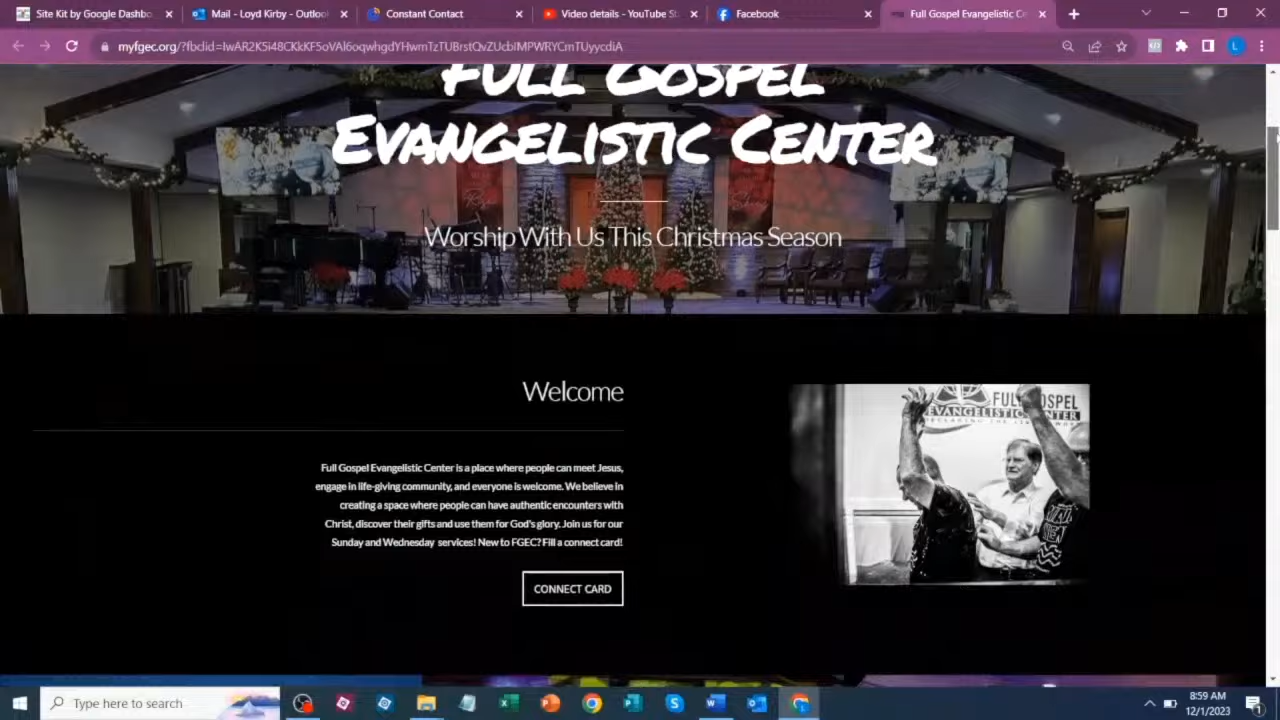 Site Kit by Google Dashbo
Mail - Loyd Kirby - Outlook
Constant Contact
Video details - YouTube St
Facebook
Full Gospel Evangelistic Ce
myfgec.org/?fbclid=IwAR2K5i48CKkKF5oVAl6oqwhgdYHwmTzTUBrstQvZUcbIMPWRYCmTUyycdiA
L
FULL GOSPEL
EVANGELISTIC CENTER
Worship With Us This Christmas Season
Welcome
FULL GOSPEL
EVANGELISTIC CENTER
Full Gospel Evangelistic Center is a place where people can meet Jesus,
engage in life-giving community, and everyone is welcome. We believe in
creating a space where people can have authentic encounters with
Christ, discover their gifts and use them for God's glory. Join us for our
Sunday and Wednesday services! New to FGEC? Fill a connect card!
CONNECT CARD
Type here to search
8:59 AM
12/1/2023
1